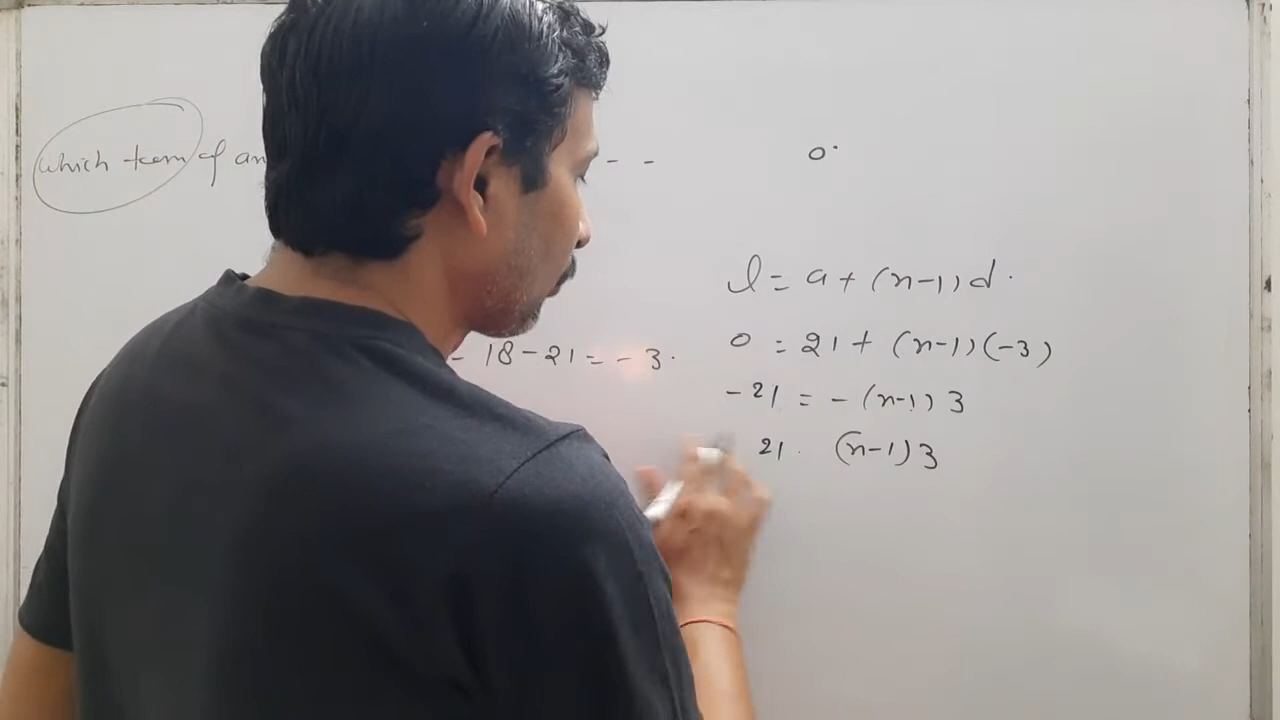 which term of an - - 0.
l = a + (n-1) d.
- 18 - 21 = - 3.
0 = 21 + (n-1) (-3)
- 21 = - (n-1) 3
21 . (n-1) 3